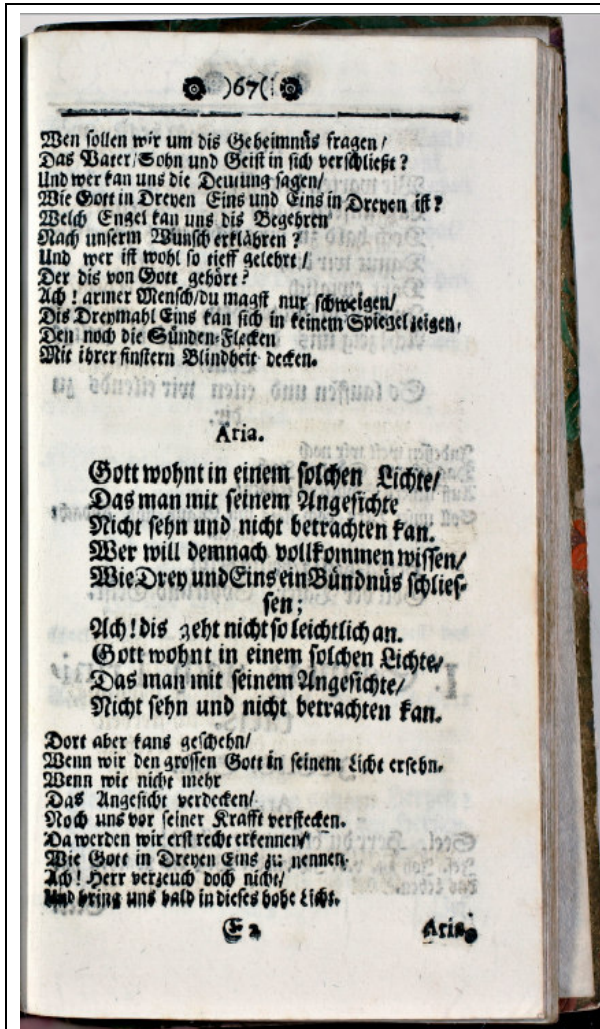 )67(
Wen sollen wir um dis Geheimnüs fragen/
Das Vater/Sohn und Geist in sich verschließt?
Und wer kan uns die Deutung sagen/
Wie Gott in Dreyen Eins und Eins in Dreyen ist?
Welch Engel kan uns dis Begehren
Nach unserm Wunsch erklähren?
Und wer ist wohl so tieff gelehrt/
Der dis von Gott gehört?
Ach! armer Mensch/du magst nur schweigen/
Dis Dreymahl Eins kan sich in keinem Spiegel zeigen,
Den noch die Sünden-Flecken
Mit ihrer finstern Blindheit decken.
Aria.
Gott wohnt in einem solchen Lichte/
Das man mit seinem Angesichte
Nicht sehn und nicht betrachten kan.
Wer will demnach vollkommen wissen/
Wie Drey und Eins ein Bündnüs schlies-
sen;
Ach! dis geht nicht so leichtlich an.
Gott wohnt in einem solchen Lichte/
Das man mit seinem Angesichte/
Nicht sehn und nicht betrachten kan.
Dort aber kans geschehn/
Wenn wir den grossen Gott in seinem Licht ersehn.
Wenn wir nicht mehr
Das Angesicht verdecken/
Noch uns vor seiner Krafft verstecken.
Da werden wir erst recht erkennen/
Wie Gott in Dreyen Eins zu nennen.
Ach! Herr verzeuch doch nicht/
Und bring uns bald in dieses hohe Licht.
E 2 Aria.